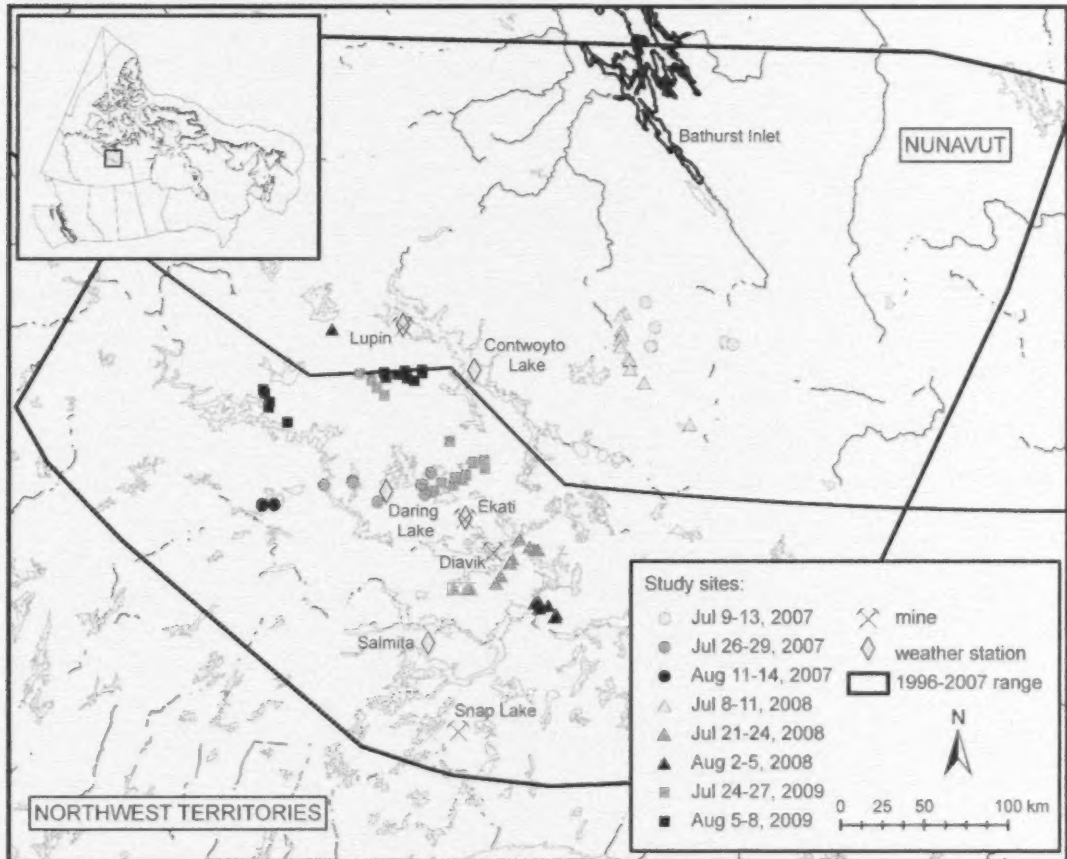 Bathurst Inlet
NUNAVUT
Lupin
Contwoyto
Lake
Daring
Lake
Ekati
Diavik
Salmita
Snap Lake
NORTHWEST TERRITORIES
Study sites:
Jul 9-13, 2007
Jul 26-29, 2007
Aug 11-14, 2007
Jul 8-11, 2008
Jul 21-24, 2008
Aug 2-5, 2008
Jul 24-27, 2009
Aug 5-8, 2009
mine
weather station
1996-2007 range
N
0 25 50 100 km